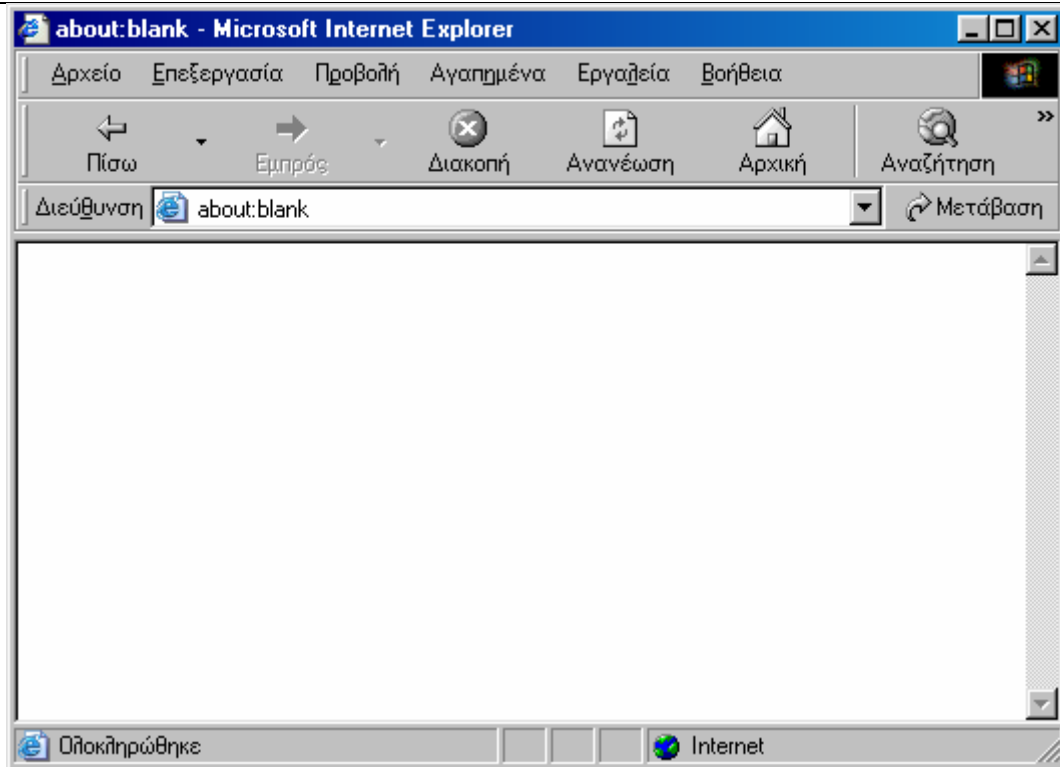 about:blank - Microsoft Internet Explorer
Αρχείο Επεξεργασία Προβολή Αγαπημένα Εργαλεία Βοήθεια
Πίσω Εμπρός Διακοπή Ανανέωση Αρχική Αναζήτηση »
Διεύθυνση about:blank Μετάβαση
Ολοκληρώθηκε Internet